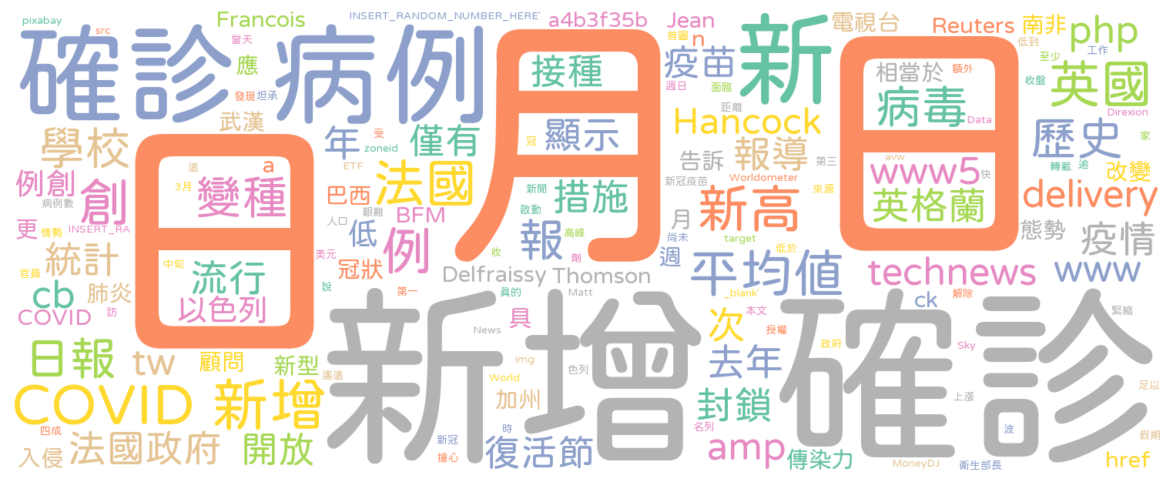 pixabay
Francois
INSERT_RANDOM_NUMBER_HERE'
a4b3f35b
Jean
電視台
Reuters
南非
php
src
當天
確診病例
應
發現
坦承
武漢
月
接種
顯示
措施
首圖
n
疫苗
週日
面臨
新
距離
日
相當於
額外
病毒
Data
低到
工作
至少
收盤
英國
Direxion
Hancock
學校
年
受
zoneid
僅有
冠
告訴
報導
第三
歷史
家
轉載
逾
改變
日
遠
a
變種
ETF
法國
巴西
艱難
新聞
啟動
新冠疫苗
Worldometer
來源
avw
www5
快
英格蘭
delivery
例創
創
3月
病例數
更
情勢
INSERT_RA
人口
BFM
低
例
報
高峰
月
新高
尚未
target
低於
態勢
疫情
統計
官員
中旬
流行
以色列
美元
冠狀
說
收
劑
週
平均值
technews
www
cb
肺炎
COVID
訪
第一
Delfraissy
Thomson
真的
Matt
具
_blank'
本文
次
授權
ck
解除
緊縮
日報
tw
顧問
新型
遙遠
新增確診
News
img
色列
World
加州
去年
政府
Sky
上漲
足以
COVID
新增
封鎖
名列
波
假期
四成
入侵
法國政府
開放
新冠
擔心
時
復活節
amp
傳染力
MoneyDJ
衛生部長
href